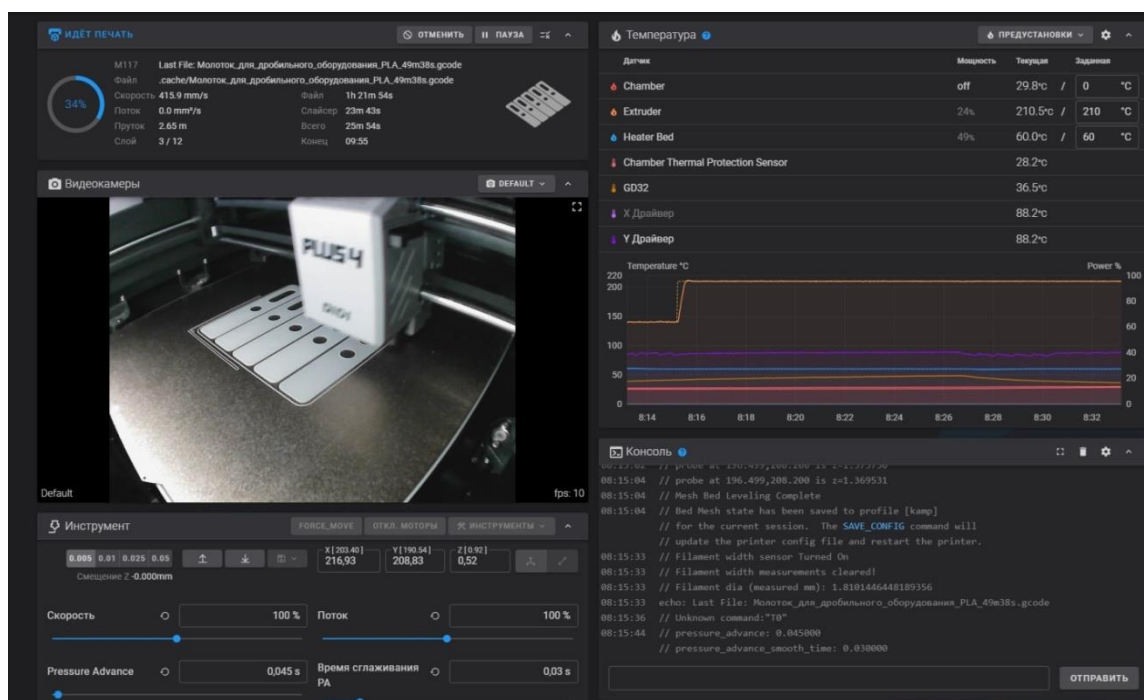 ИДЁТ ПЕЧАТЬ
ОТМЕНИТЬ
ПАУЗА
M117 Last File: Молоток_для_дробильного_оборудования_PLA_49m38s.gcode
Файл .cache/Молоток_для_дробильного_оборудования_PLA_49m38s.gcode
Скорость 415.9 mm/s Файл 1h 21m 54s
Поток 0.0 mm³/s Слайсер 23m 43s
Пруток 2.65 m Всего 25m 54s
Слой 3 / 12 Конец 09:55
34%
Видеокамеры
DEFAULT
PLUS4
QIDI
Default fps: 10
Инструмент
FORCE_MOVE ОТКЛ. МОТОРЫ ИНСТРУМЕНТЫ
0.005 0.01 0.025 0.05
Смещение Z -0.000mm
X [ 203.40 ] Y [ 190.54 ] Z [ 0.92 ]
216,93 208,83 0,52
Скорость 100 % Поток 100 %
Pressure Advance 0,045 s Время сглаживания PA 0,03 s
Температура
ПРЕДУСТАНОВКИ
Датчик Мощность Текущая Заданная
Chamber off 29.8°C / 0 °C
Extruder 24% 210.5°C / 210 °C
Heater Bed 49% 60.0°C / 60 °C
Chamber Thermal Protection Sensor 28.2°C
GD32 36.5°C
X Драйвер 88.2°C
Y Драйвер 88.2°C
Temperature °C Power %
220
200
150
100
50
0
100
80
60
40
20
0
8:14 8:16 8:18 8:20 8:22 8:24 8:26 8:28 8:30 8:32
Консоль
08:15:04 // probe at 196.499,208.200 is z=1.369531
08:15:04 // Mesh Bed Leveling Complete
08:15:04 // Bed Mesh state has been saved to profile [kamp]
// for the current session. The SAVE_CONFIG command will
// update the printer config file and restart the printer.
08:15:33 // Filament width sensor Turned On
08:15:33 // Filament width measurements cleared!
08:15:33 // Filament dia (measured mm): 1.8101446448189356
08:15:33 echo: Last File: Молоток_для_дробильного_оборудования_PLA_49m38s.gcode
08:15:36 // Unknown command:"T0"
08:15:44 // pressure_advance: 0.045000
// pressure_advance_smooth_time: 0.030000
ОТПРАВИТЬ